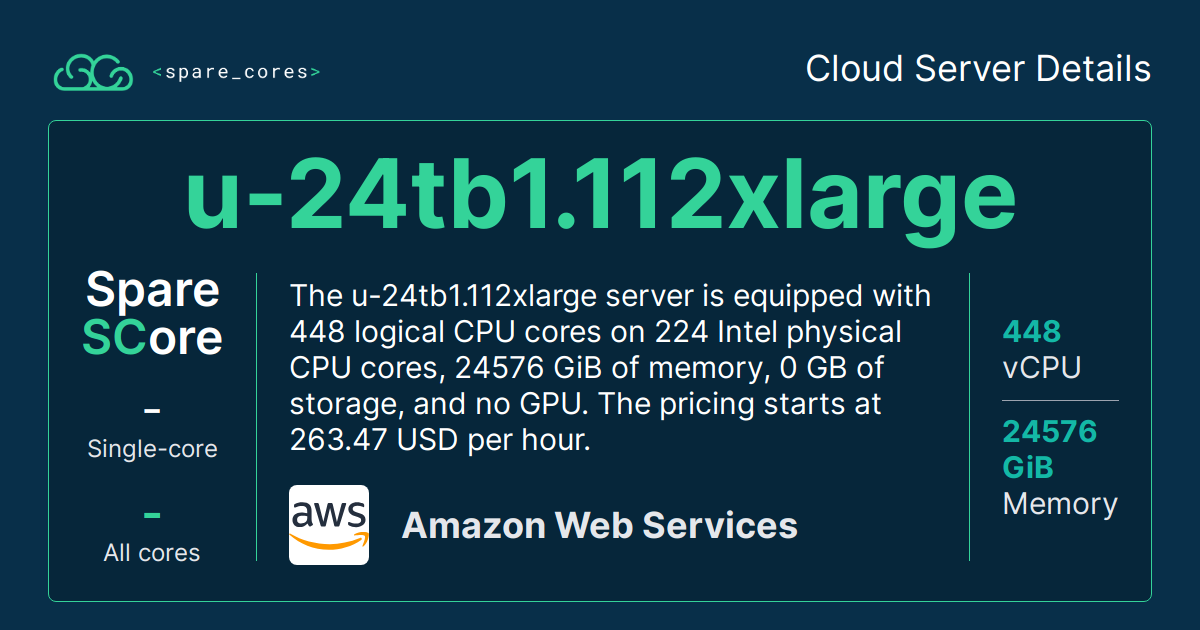 <spare_cores>
Cloud Server Details
u-24tb1.112xlarge
Spare
SCore
-
Single-core
-
All cores
The u-24tb1.112xlarge server is equipped with
448 logical CPU cores on 224 Intel physical
CPU cores, 24576 GiB of memory, 0 GB of
storage, and no GPU. The pricing starts at
263.47 USD per hour.
aws
Amazon Web Services
448
vCPU
24576
GiB
Memory